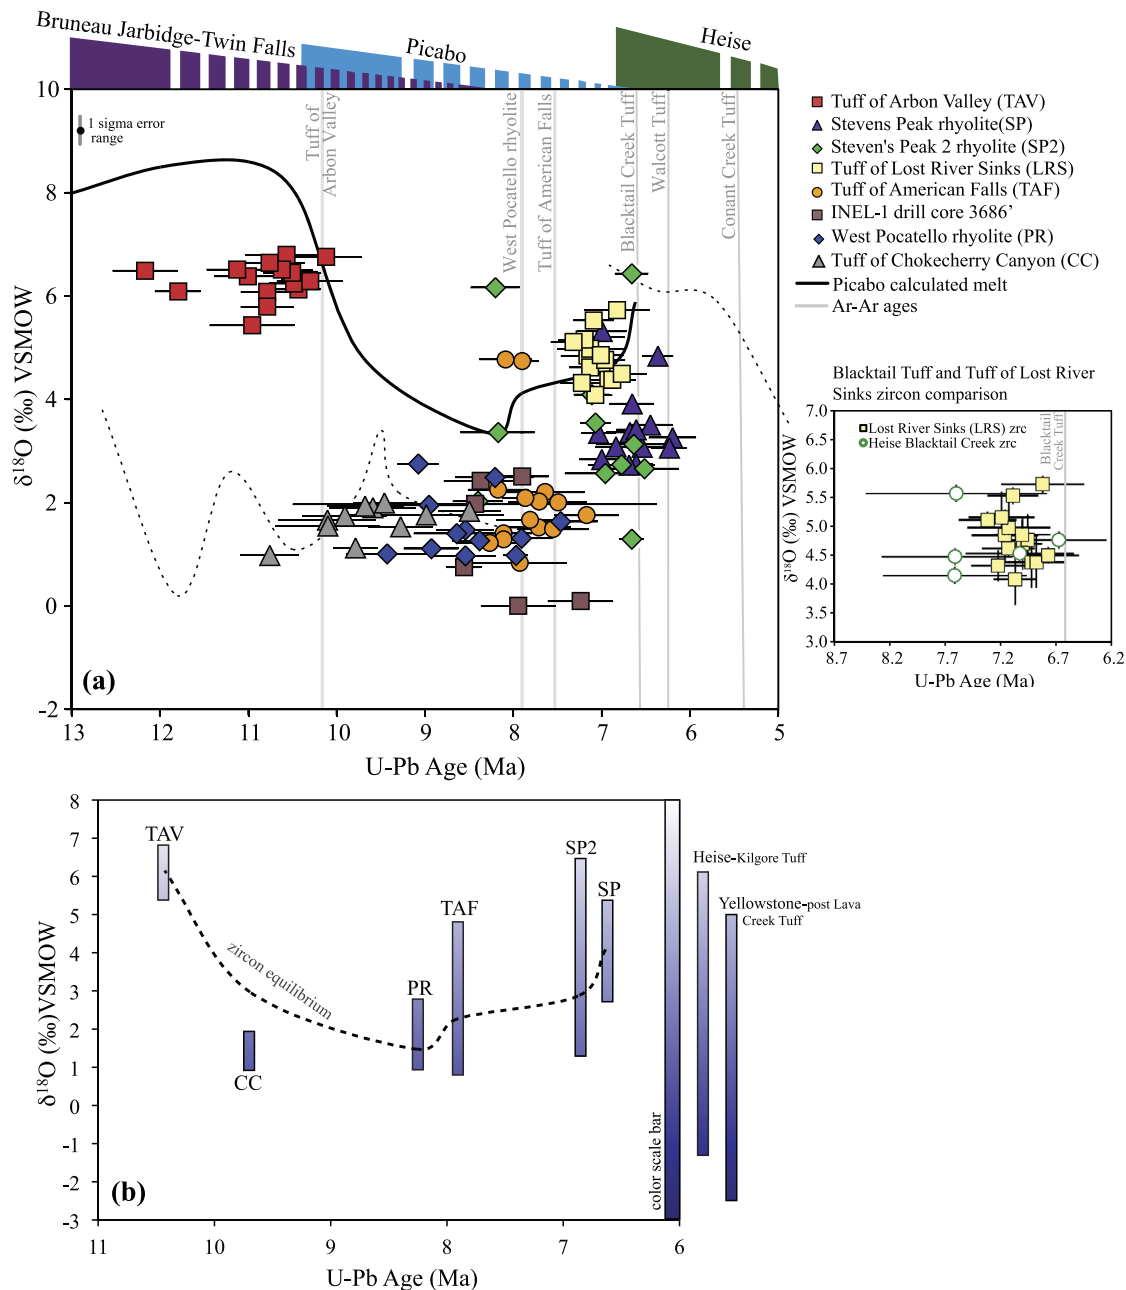 Bruneau Jarbidge-Twin Falls
Picabo
Heise
10
8
6
4
2
0
-2
δ18O (‰) VSMOW
1 sigma error
range
Tuff of
Arbon Valley
West Pocatello rhyolite
Tuff of American Falls
Blacktail Creek Tuff
Walcott Tuff
Conant Creek Tuff
(a)
13
12
11
10
9
8
7
6
5
U-Pb Age (Ma)
Tuff of Arbon Valley (TAV)
Stevens Peak rhyolite(SP)
Steven's Peak 2 rhyolite (SP2)
Tuff of Lost River Sinks (LRS)
Tuff of American Falls (TAF)
INEL-1 drill core 3686’
West Pocatello rhyolite (PR)
Tuff of Chokecherry Canyon (CC)
Picabo calculated melt
Ar-Ar ages
Blacktail Tuff and Tuff of Lost River
Sinks zircon comparison
7.0
6.5
6.0
5.5
5.0
4.5
4.0
3.5
3.0
δ18O (‰) VSMOW
Lost River Sinks (LRS) zrc
Heise Blacktail Creek zrc
Blacktail
Creek Tuff
8.7
8.2
7.7
7.2
6.7
6.2
U-Pb Age (Ma)
8
7
6
5
4
3
2
1
0
-1
-2
-3
δ18O (‰)VSMOW
TAV
CC
zircon equilibrium
PR
TAF
SP2
SP
color scale bar
Heise-Kilgore Tuff
Yellowstone-post Lava
Creek Tuff
(b)
11
10
9
8
7
6
U-Pb Age (Ma)